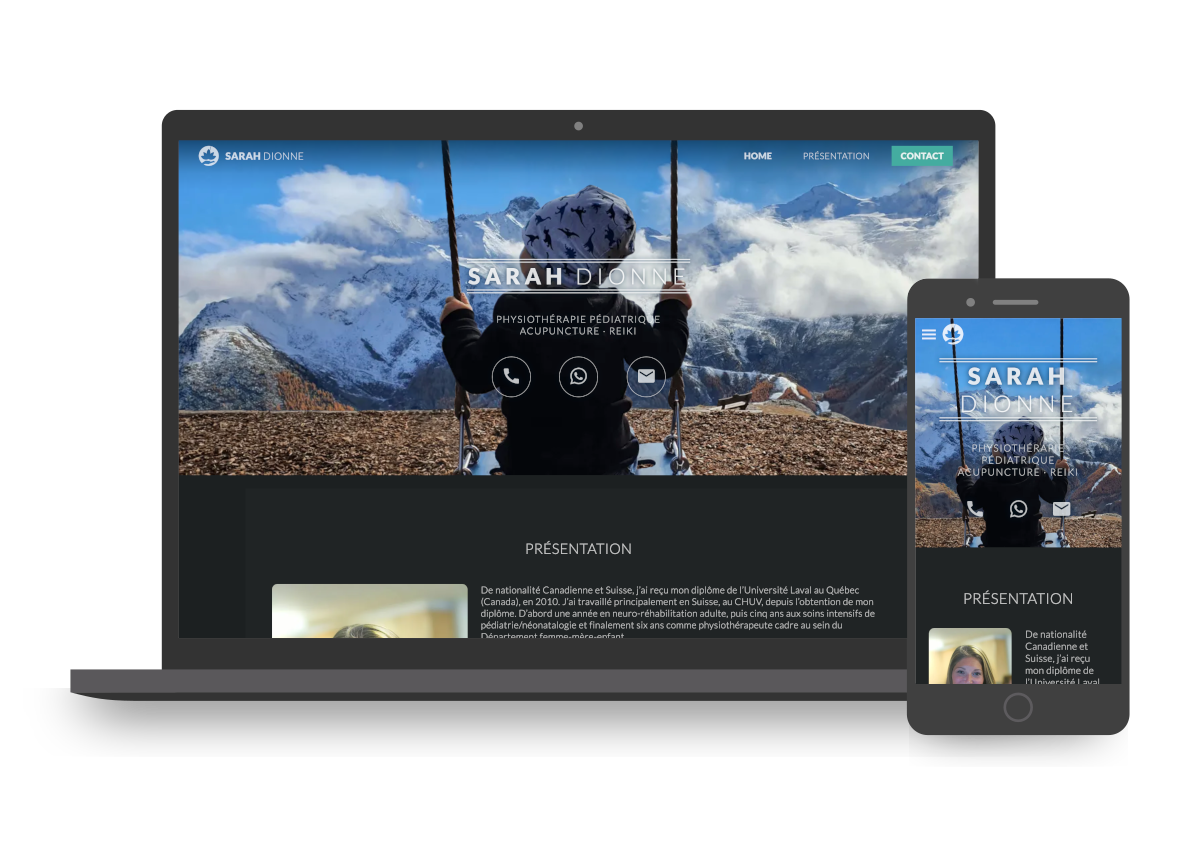 SARAH DIONNE
HOME PRÉSENTATION CONTACT
SARAH DIONNE
PHYSIOTHÉRAPIE PÉDIATRIQUE
ACUPUNCTURE · REIKI
PRÉSENTATION
De nationalité Canadienne et Suisse, j'ai reçu mon diplôme de l'Université Laval au Québec
(Canada), en 2010. J'ai travaillé principalement en Suisse, au CHUV, depuis l'obtention de mon
diplôme. D'abord une année en neuro-réhabilitation adulte, puis cinq ans aux soins intensifs de
pédiatrie/néonatalogie et finalement six ans comme physiothérapeute cadre au sein du
Département femme-mère-enfant
SARAH
DIONNE
PHYSIOTHÉRAPIE
PÉDIATRIQUE
ACUPUNCTURE · REIKI
PRÉSENTATION
De nationalité
Canadienne et
Suisse, j'ai reçu
mon diplôme de
l'Université Laval